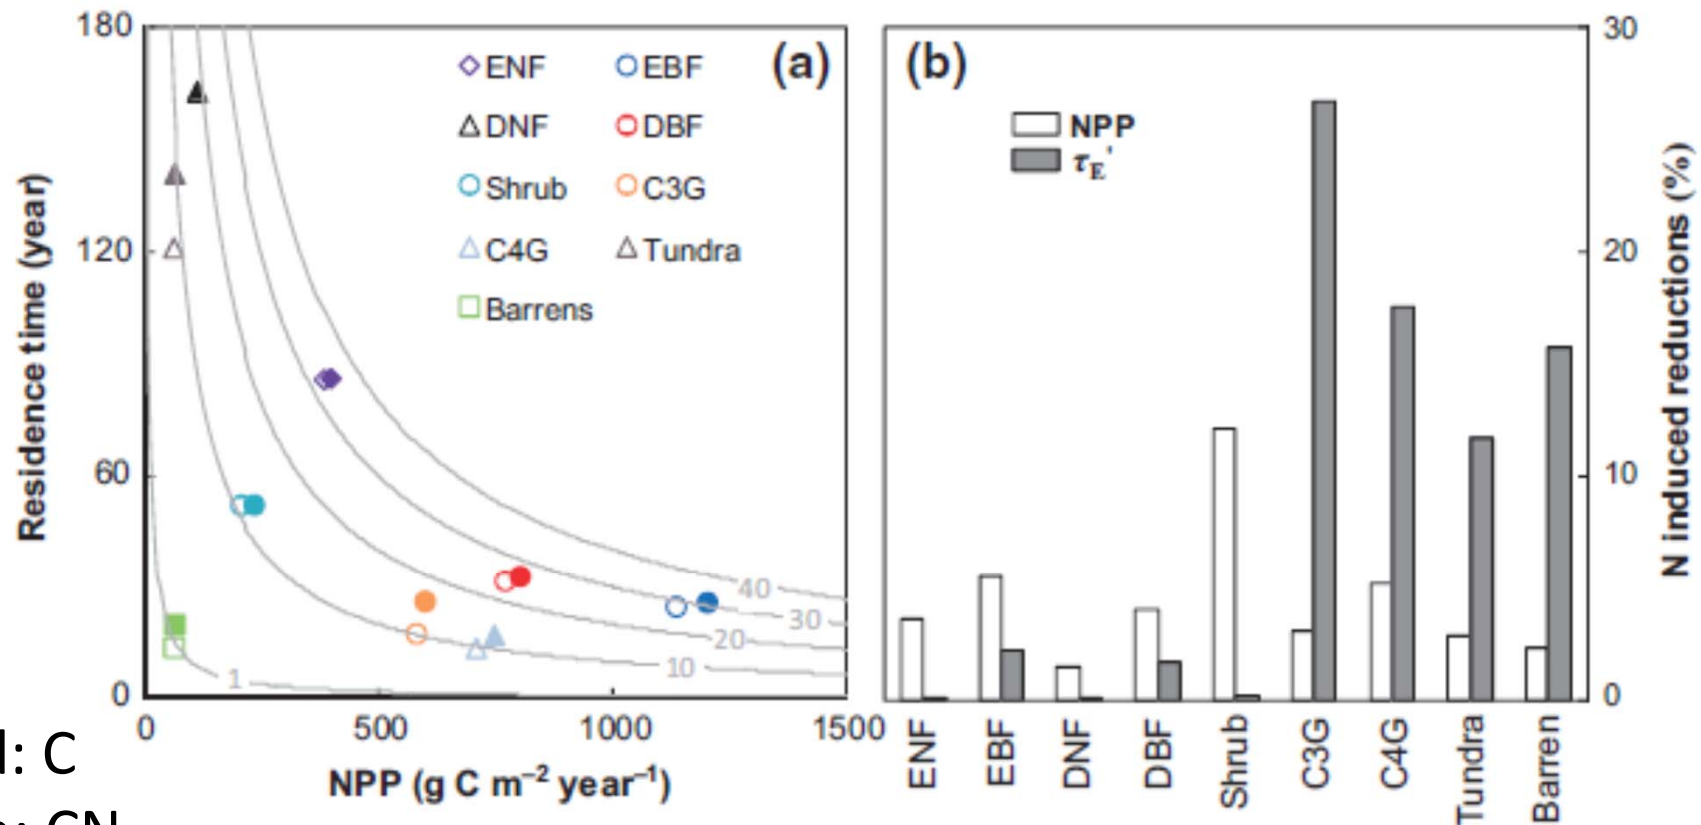 180
120
60
0
Residence time (year)
(a)
ENF
EBF
DNF
DBF
Shrub
C3G
C4G
Tundra
Barrens
40
30
20
10
1
0
500
1000
1500
NPP (g C m⁻² year⁻¹)
(b)
NPP
τE'
30
20
10
0
N induced reductions (%)
ENF
EBF
DNF
DBF
Shrub
C3G
C4G
Tundra
Barren
: C
: CN